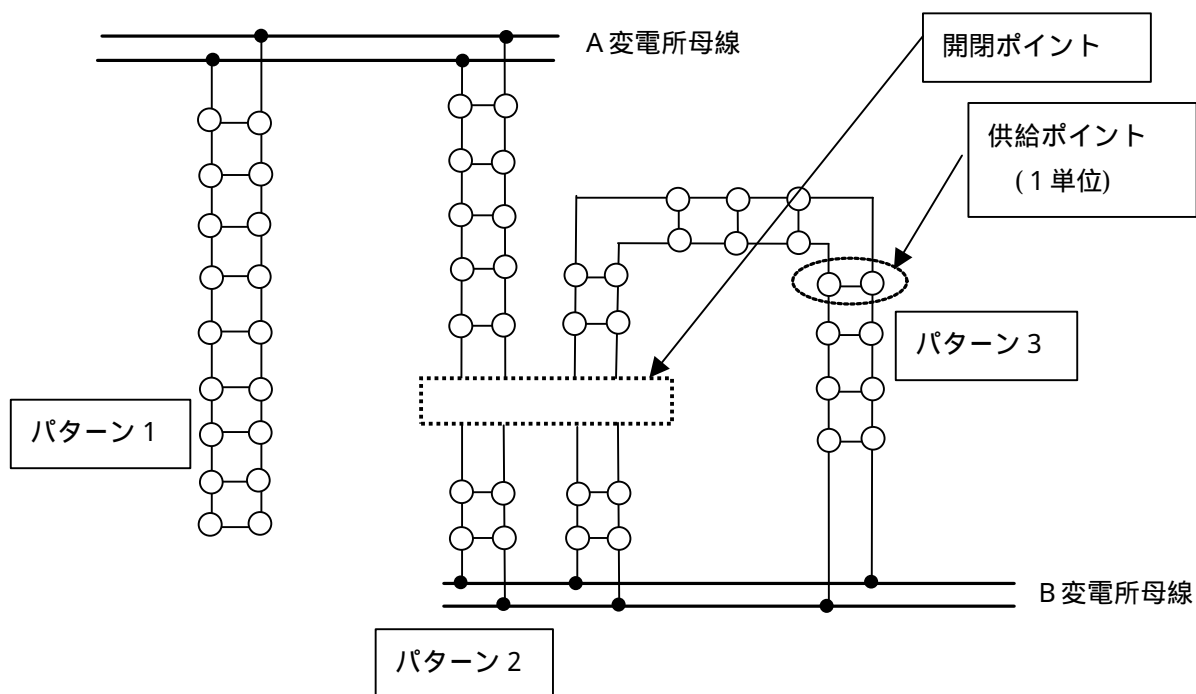 A変電所母線
開閉ポイント
供給ポイント
(1単位)
パターン3
パターン1
B変電所母線
パターン2